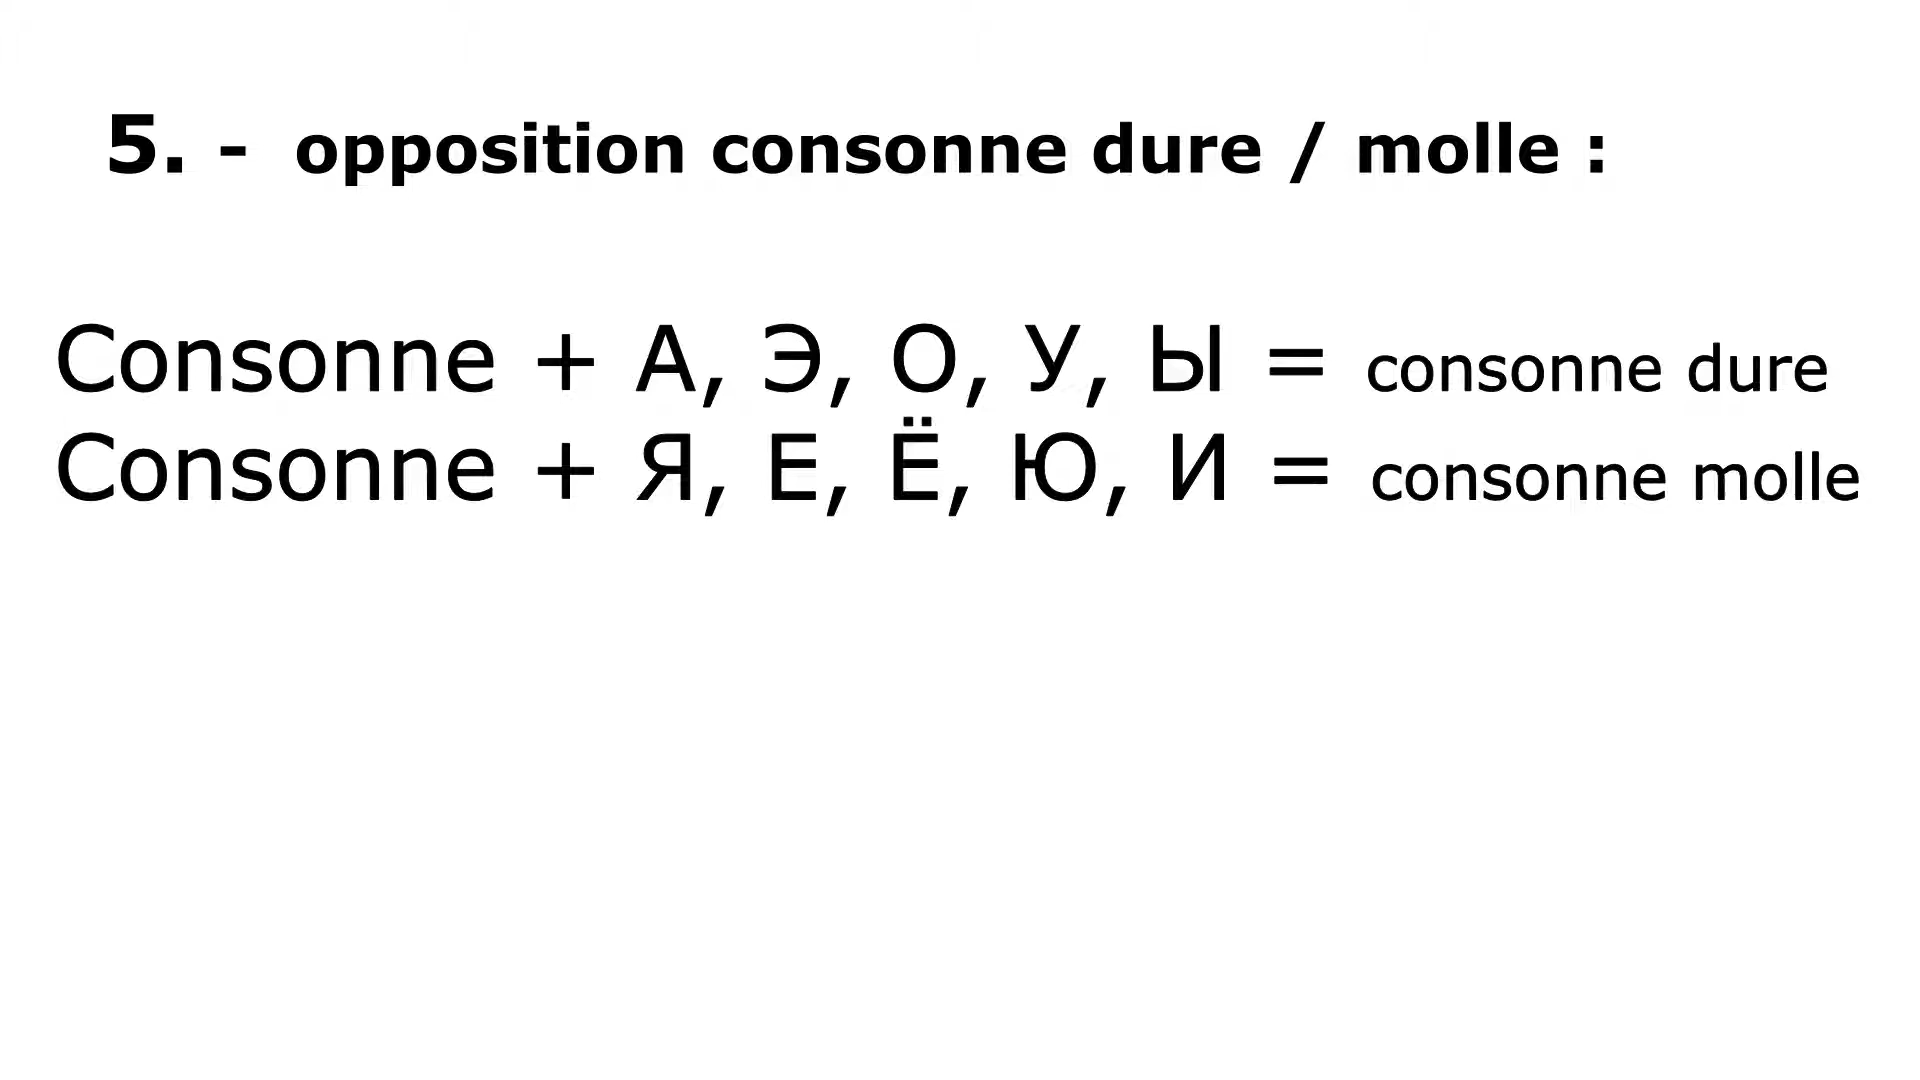 5. - opposition consonne dure / molle :
Consonne + А, Э, О, У, Ы = consonne dure
Consonne + Я, Е, Ё, Ю, И = consonne molle